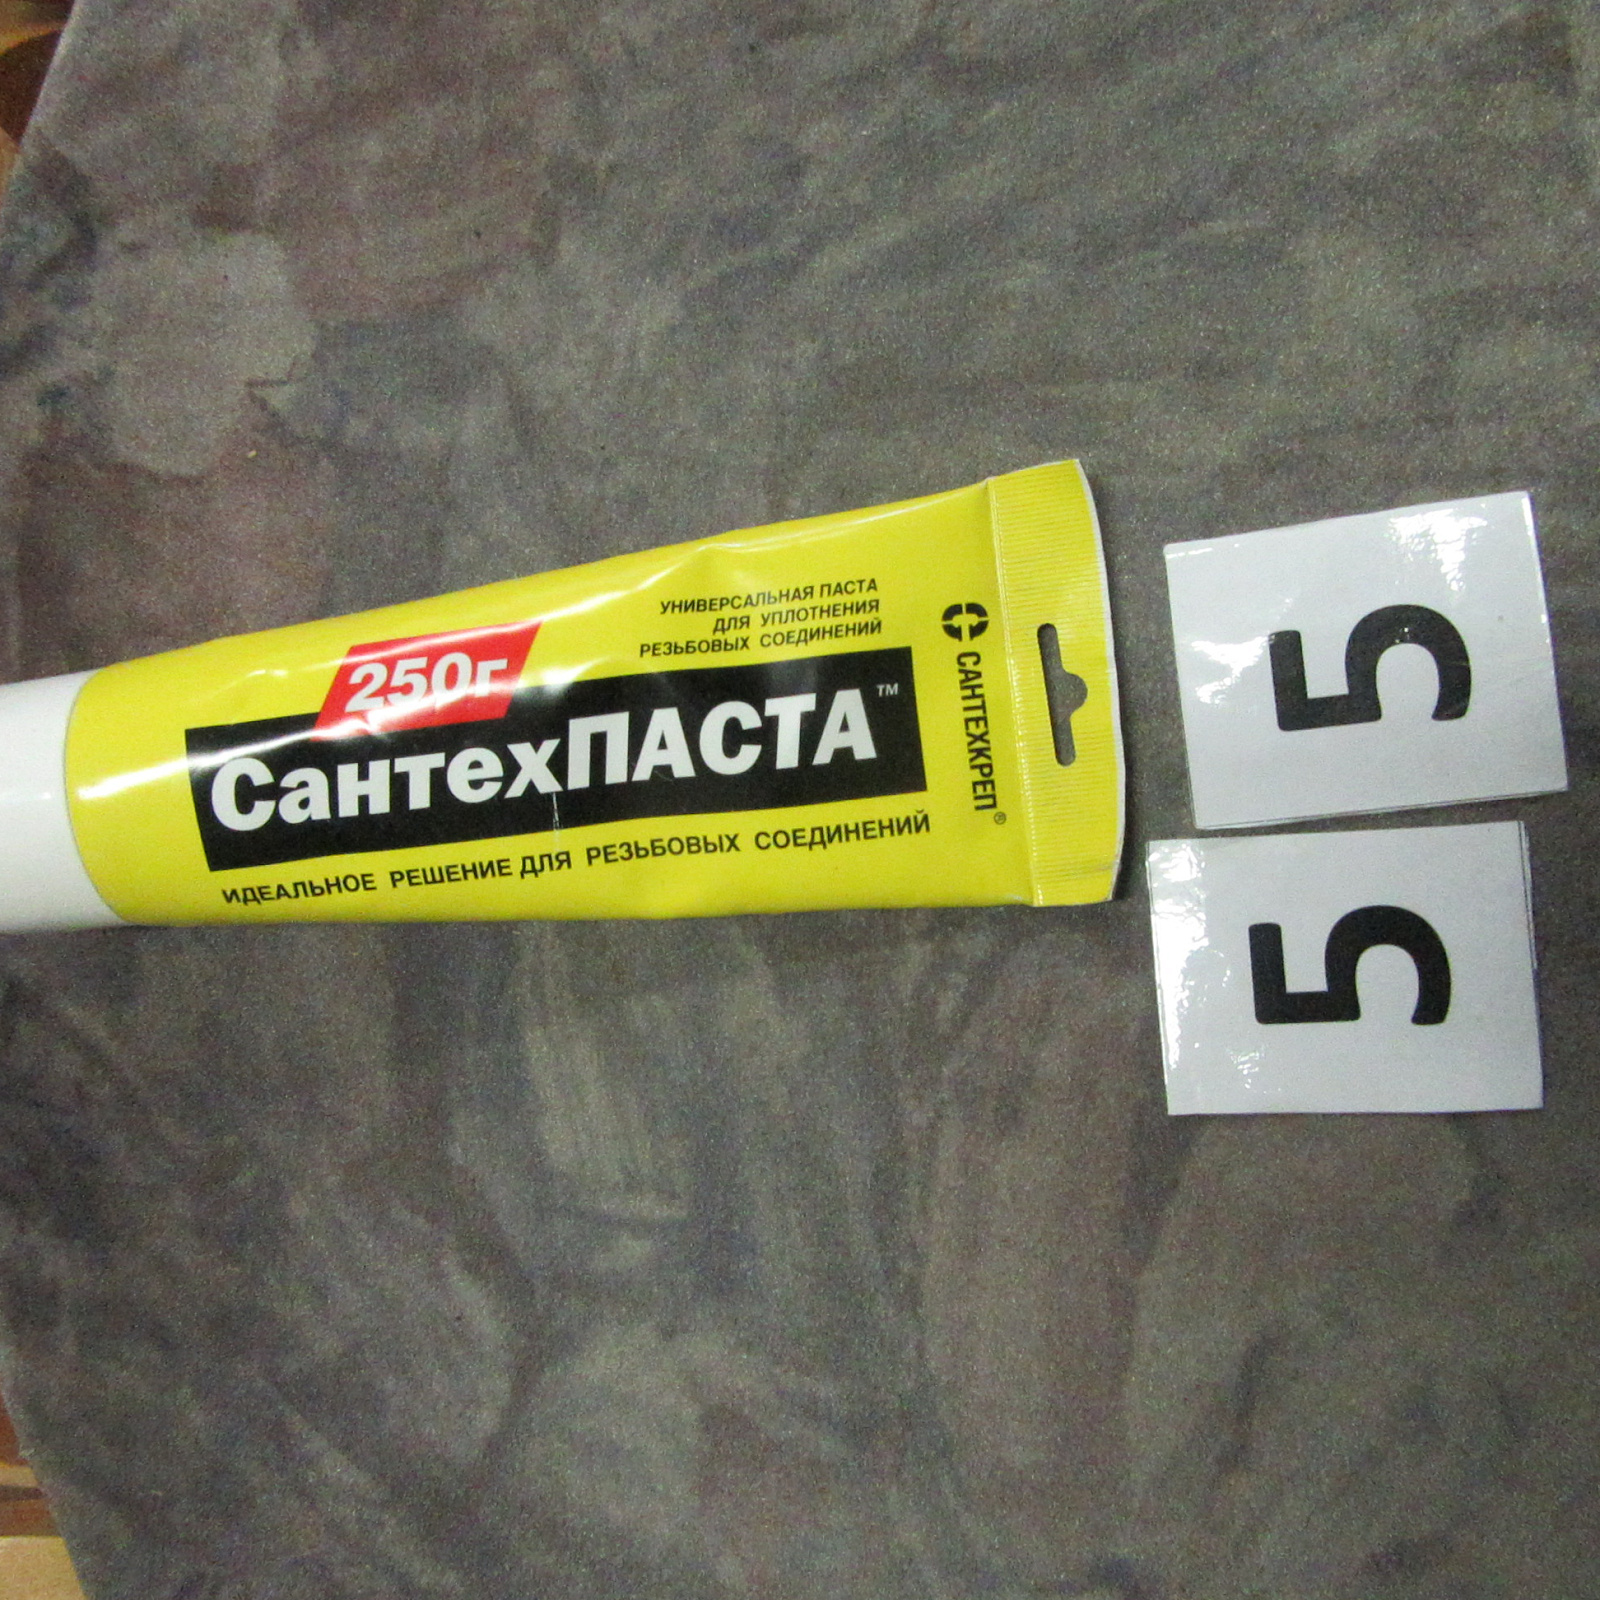 УНИВЕРСАЛЬНАЯ ПАСТА
ДЛЯ УПЛОТНЕНИЯ
РЕЗЬБОВЫХ СОЕДИНЕНИЙ
250г
СантехПАСТА™
ИДЕАЛЬНОЕ РЕШЕНИЕ ДЛЯ РЕЗЬБОВЫХ СОЕДИНЕНИЙ
САНТЕХКРЕП®
5
5